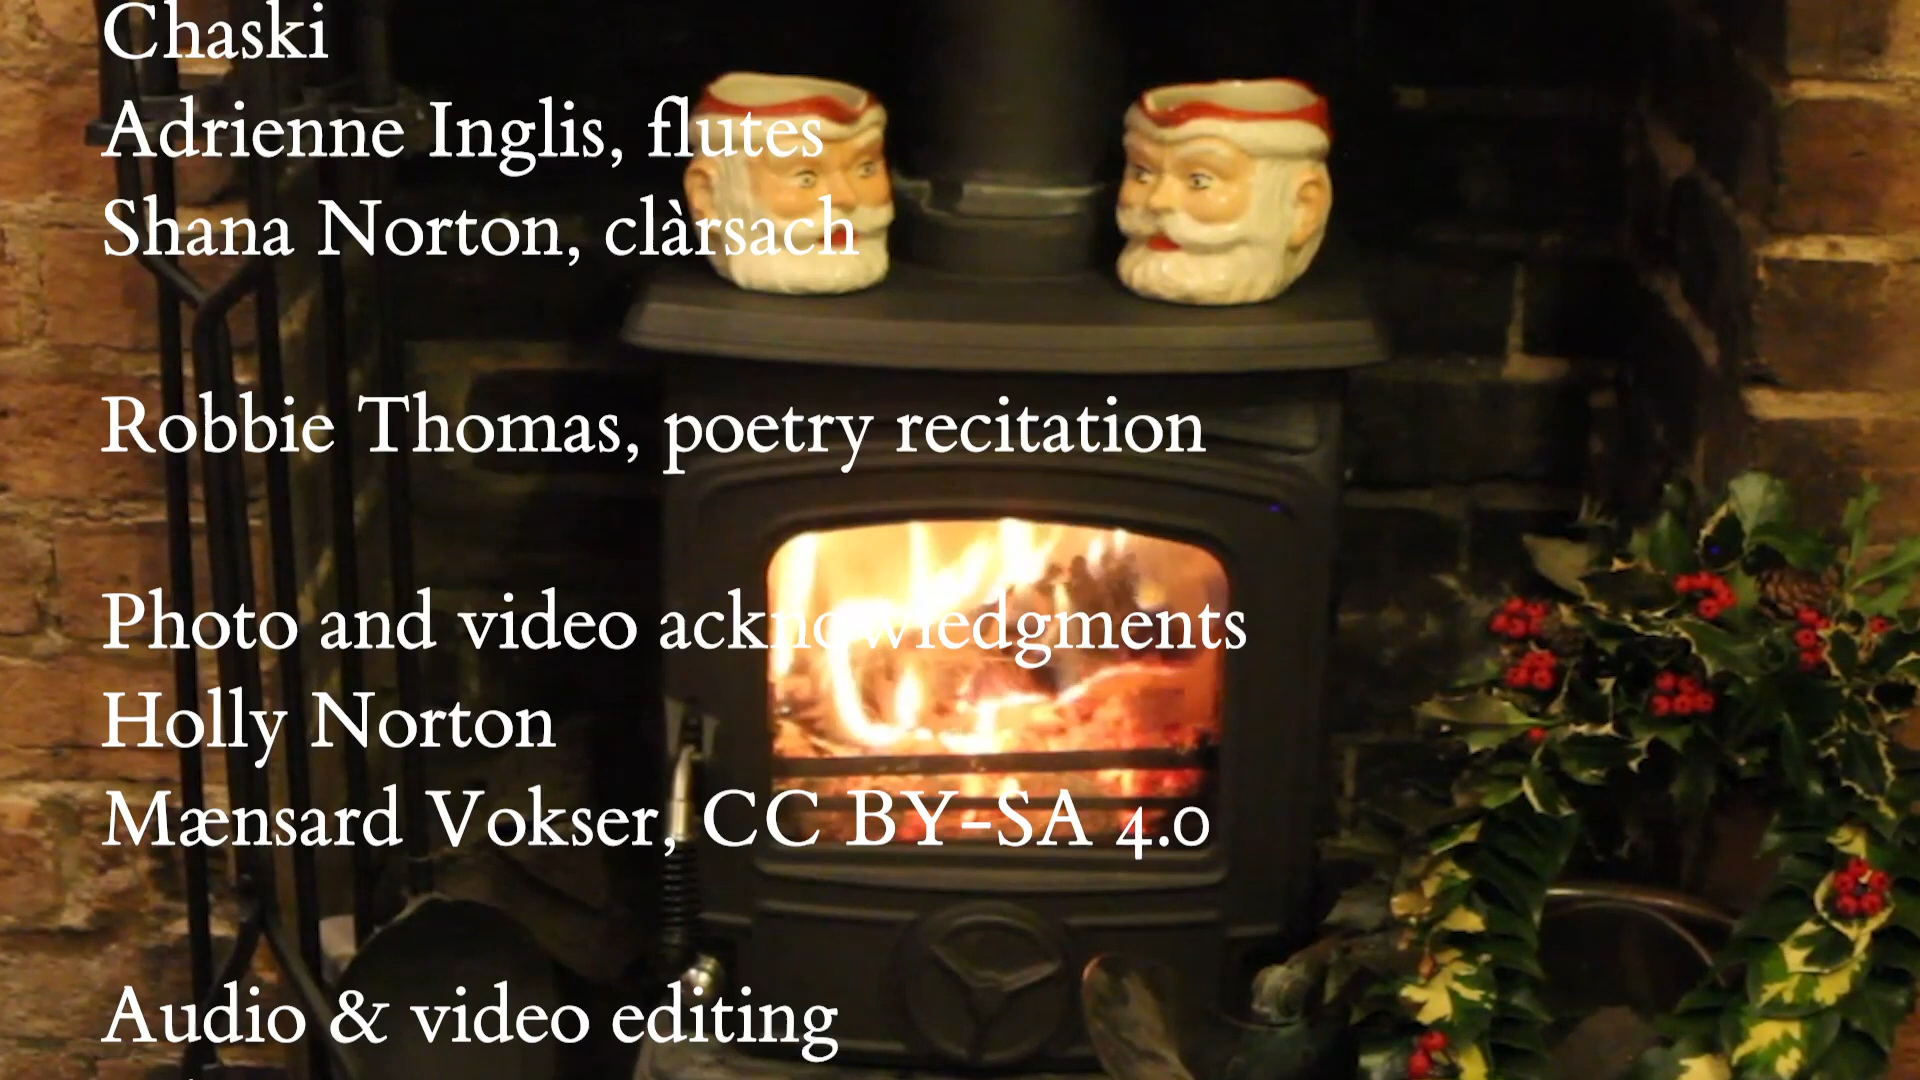 Chaski
Adrienne Inglis, flutes
Shana Norton, clàrsach
Robbie Thomas, poetry recitation
Photo and video acknowledgments
Holly Norton
Mænsard Vokser, CC BY-SA 4.0
Audio & video editing